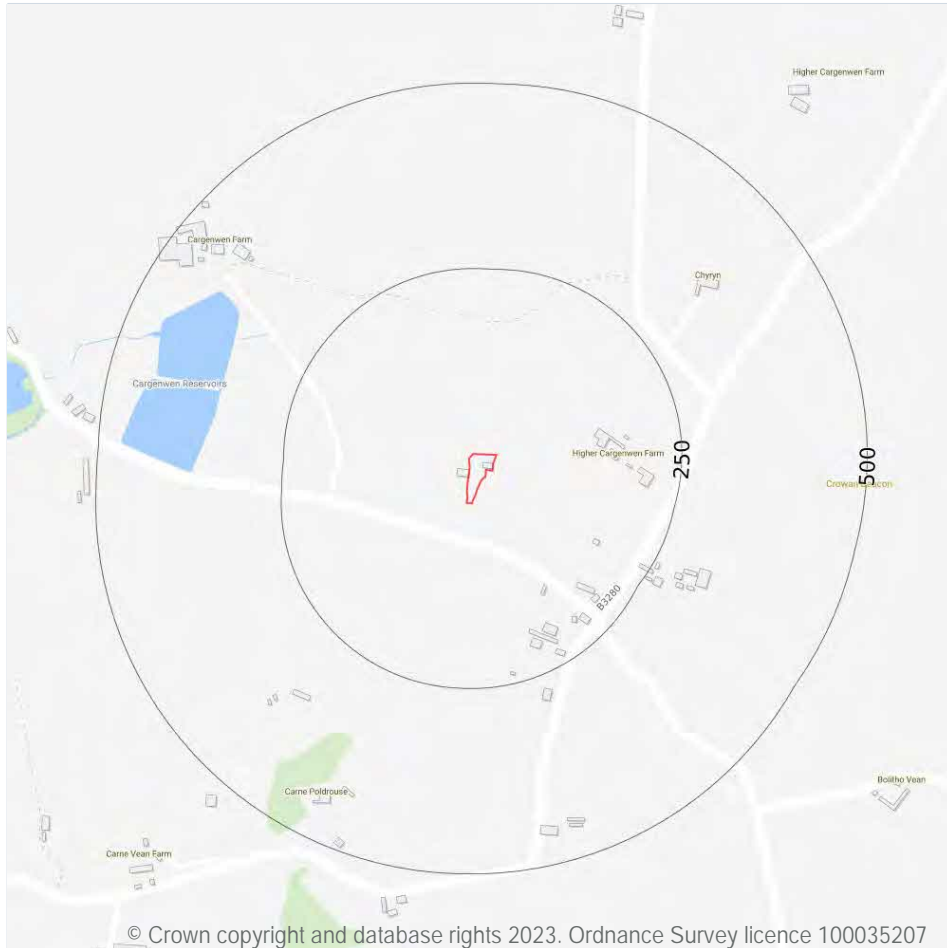 Higher Cargenwen Farm
Cargenwen Farm
Chyryn
Cargenwen Reservoirs
Higher Cargenwen Farm
250
500
Crowan Beacon
B3280
Bolitho Vean
Carne Poldrouse
Carne Vean Farm
© Crown copyright and database rights 2023. Ordnance Survey licence 100035207